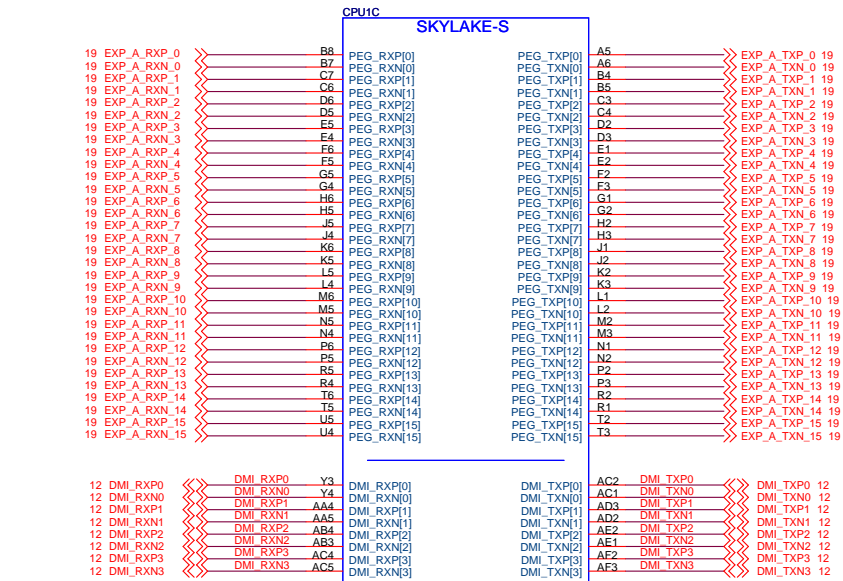 CPU1C
SKYLAKE-S
19 EXP_A_RXP_0 B8 PEG_RXP[0] PEG_TXP[0] A5 EXP_A_TXP_0 19
19 EXP_A_RXN_0 B7 PEG_RXN[0] PEG_TXN[0] A6 EXP_A_TXN_0 19
19 EXP_A_RXP_1 C7 PEG_RXP[1] PEG_TXP[1] B4 EXP_A_TXP_1 19
19 EXP_A_RXN_1 C6 PEG_RXN[1] PEG_TXN[1] B5 EXP_A_TXN_1 19
19 EXP_A_RXP_2 D6 PEG_RXP[2] PEG_TXP[2] C3 EXP_A_TXP_2 19
19 EXP_A_RXN_2 D5 PEG_RXN[2] PEG_TXN[2] C4 EXP_A_TXN_2 19
19 EXP_A_RXP_3 E5 PEG_RXP[3] PEG_TXP[3] D2 EXP_A_TXP_3 19
19 EXP_A_RXN_3 E4 PEG_RXN[3] PEG_TXN[3] D3 EXP_A_TXN_3 19
19 EXP_A_RXP_4 F6 PEG_RXP[4] PEG_TXP[4] E1 EXP_A_TXP_4 19
19 EXP_A_RXN_4 F5 PEG_RXN[4] PEG_TXN[4] E2 EXP_A_TXN_4 19
19 EXP_A_RXP_5 G5 PEG_RXP[5] PEG_TXP[5] F2 EXP_A_TXP_5 19
19 EXP_A_RXN_5 G4 PEG_RXN[5] PEG_TXN[5] F3 EXP_A_TXN_5 19
19 EXP_A_RXP_6 H6 PEG_RXP[6] PEG_TXP[6] G1 EXP_A_TXP_6 19
19 EXP_A_RXN_6 H5 PEG_RXN[6] PEG_TXN[6] G2 EXP_A_TXN_6 19
19 EXP_A_RXP_7 J5 PEG_RXP[7] PEG_TXP[7] H2 EXP_A_TXP_7 19
19 EXP_A_RXN_7 J4 PEG_RXN[7] PEG_TXN[7] H3 EXP_A_TXN_7 19
19 EXP_A_RXP_8 K6 PEG_RXP[8] PEG_TXP[8] J1 EXP_A_TXP_8 19
19 EXP_A_RXN_8 K5 PEG_RXN[8] PEG_TXN[8] J2 EXP_A_TXN_8 19
19 EXP_A_RXP_9 L5 PEG_RXP[9] PEG_TXP[9] K2 EXP_A_TXP_9 19
19 EXP_A_RXN_9 L4 PEG_RXN[9] PEG_TXN[9] K3 EXP_A_TXN_9 19
19 EXP_A_RXP_10 M6 PEG_RXP[10] PEG_TXP[10] L1 EXP_A_TXP_10 19
19 EXP_A_RXN_10 M5 PEG_RXN[10] PEG_TXN[10] L2 EXP_A_TXN_10 19
19 EXP_A_RXP_11 N5 PEG_RXP[11] PEG_TXP[11] M2 EXP_A_TXP_11 19
19 EXP_A_RXN_11 N4 PEG_RXN[11] PEG_TXN[11] M3 EXP_A_TXN_11 19
19 EXP_A_RXP_12 P6 PEG_RXP[12] PEG_TXP[12] N1 EXP_A_TXP_12 19
19 EXP_A_RXN_12 P5 PEG_RXN[12] PEG_TXN[12] N2 EXP_A_TXN_12 19
19 EXP_A_RXP_13 R5 PEG_RXP[13] PEG_TXP[13] P2 EXP_A_TXP_13 19
19 EXP_A_RXN_13 R4 PEG_RXN[13] PEG_TXN[13] P3 EXP_A_TXN_13 19
19 EXP_A_RXP_14 T6 PEG_RXP[14] PEG_TXP[14] R2 EXP_A_TXP_14 19
19 EXP_A_RXN_14 T5 PEG_RXN[14] PEG_TXN[14] R1 EXP_A_TXN_14 19
19 EXP_A_RXP_15 U5 PEG_RXP[15] PEG_TXP[15] T2 EXP_A_TXP_15 19
19 EXP_A_RXN_15 U4 PEG_RXN[15] PEG_TXN[15] T3 EXP_A_TXN_15 19
12 DMI_RXP0 DMI_RXP0 Y3 DMI_RXP[0] DMI_TXP[0] AC2 DMI_TXP0 DMI_TXP0 12
12 DMI_RXN0 DMI_RXN0 Y4 DMI_RXN[0] DMI_TXN[0] AC1 DMI_TXN0 DMI_TXN0 12
12 DMI_RXP1 DMI_RXP1 AA4 DMI_RXP[1] DMI_TXP[1] AD3 DMI_TXP1 DMI_TXP1 12
12 DMI_RXN1 DMI_RXN1 AA5 DMI_RXN[1] DMI_TXN[1] AD2 DMI_TXN1 DMI_TXN1 12
12 DMI_RXP2 DMI_RXP2 AB4 DMI_RXP[2] DMI_TXP[2] AE2 DMI_TXP2 DMI_TXP2 12
12 DMI_RXN2 DMI_RXN2 AB3 DMI_RXN[2] DMI_TXN[2] AE1 DMI_TXN2 DMI_TXN2 12
12 DMI_RXP3 DMI_RXP3 AC4 DMI_RXP[3] DMI_TXP[3] AF2 DMI_TXP3 DMI_TXP3 12
12 DMI_RXN3 DMI_RXN3 AC5 DMI_RXN[3] DMI_TXN[3] AF3 DMI_TXN3 DMI_TXN3 12